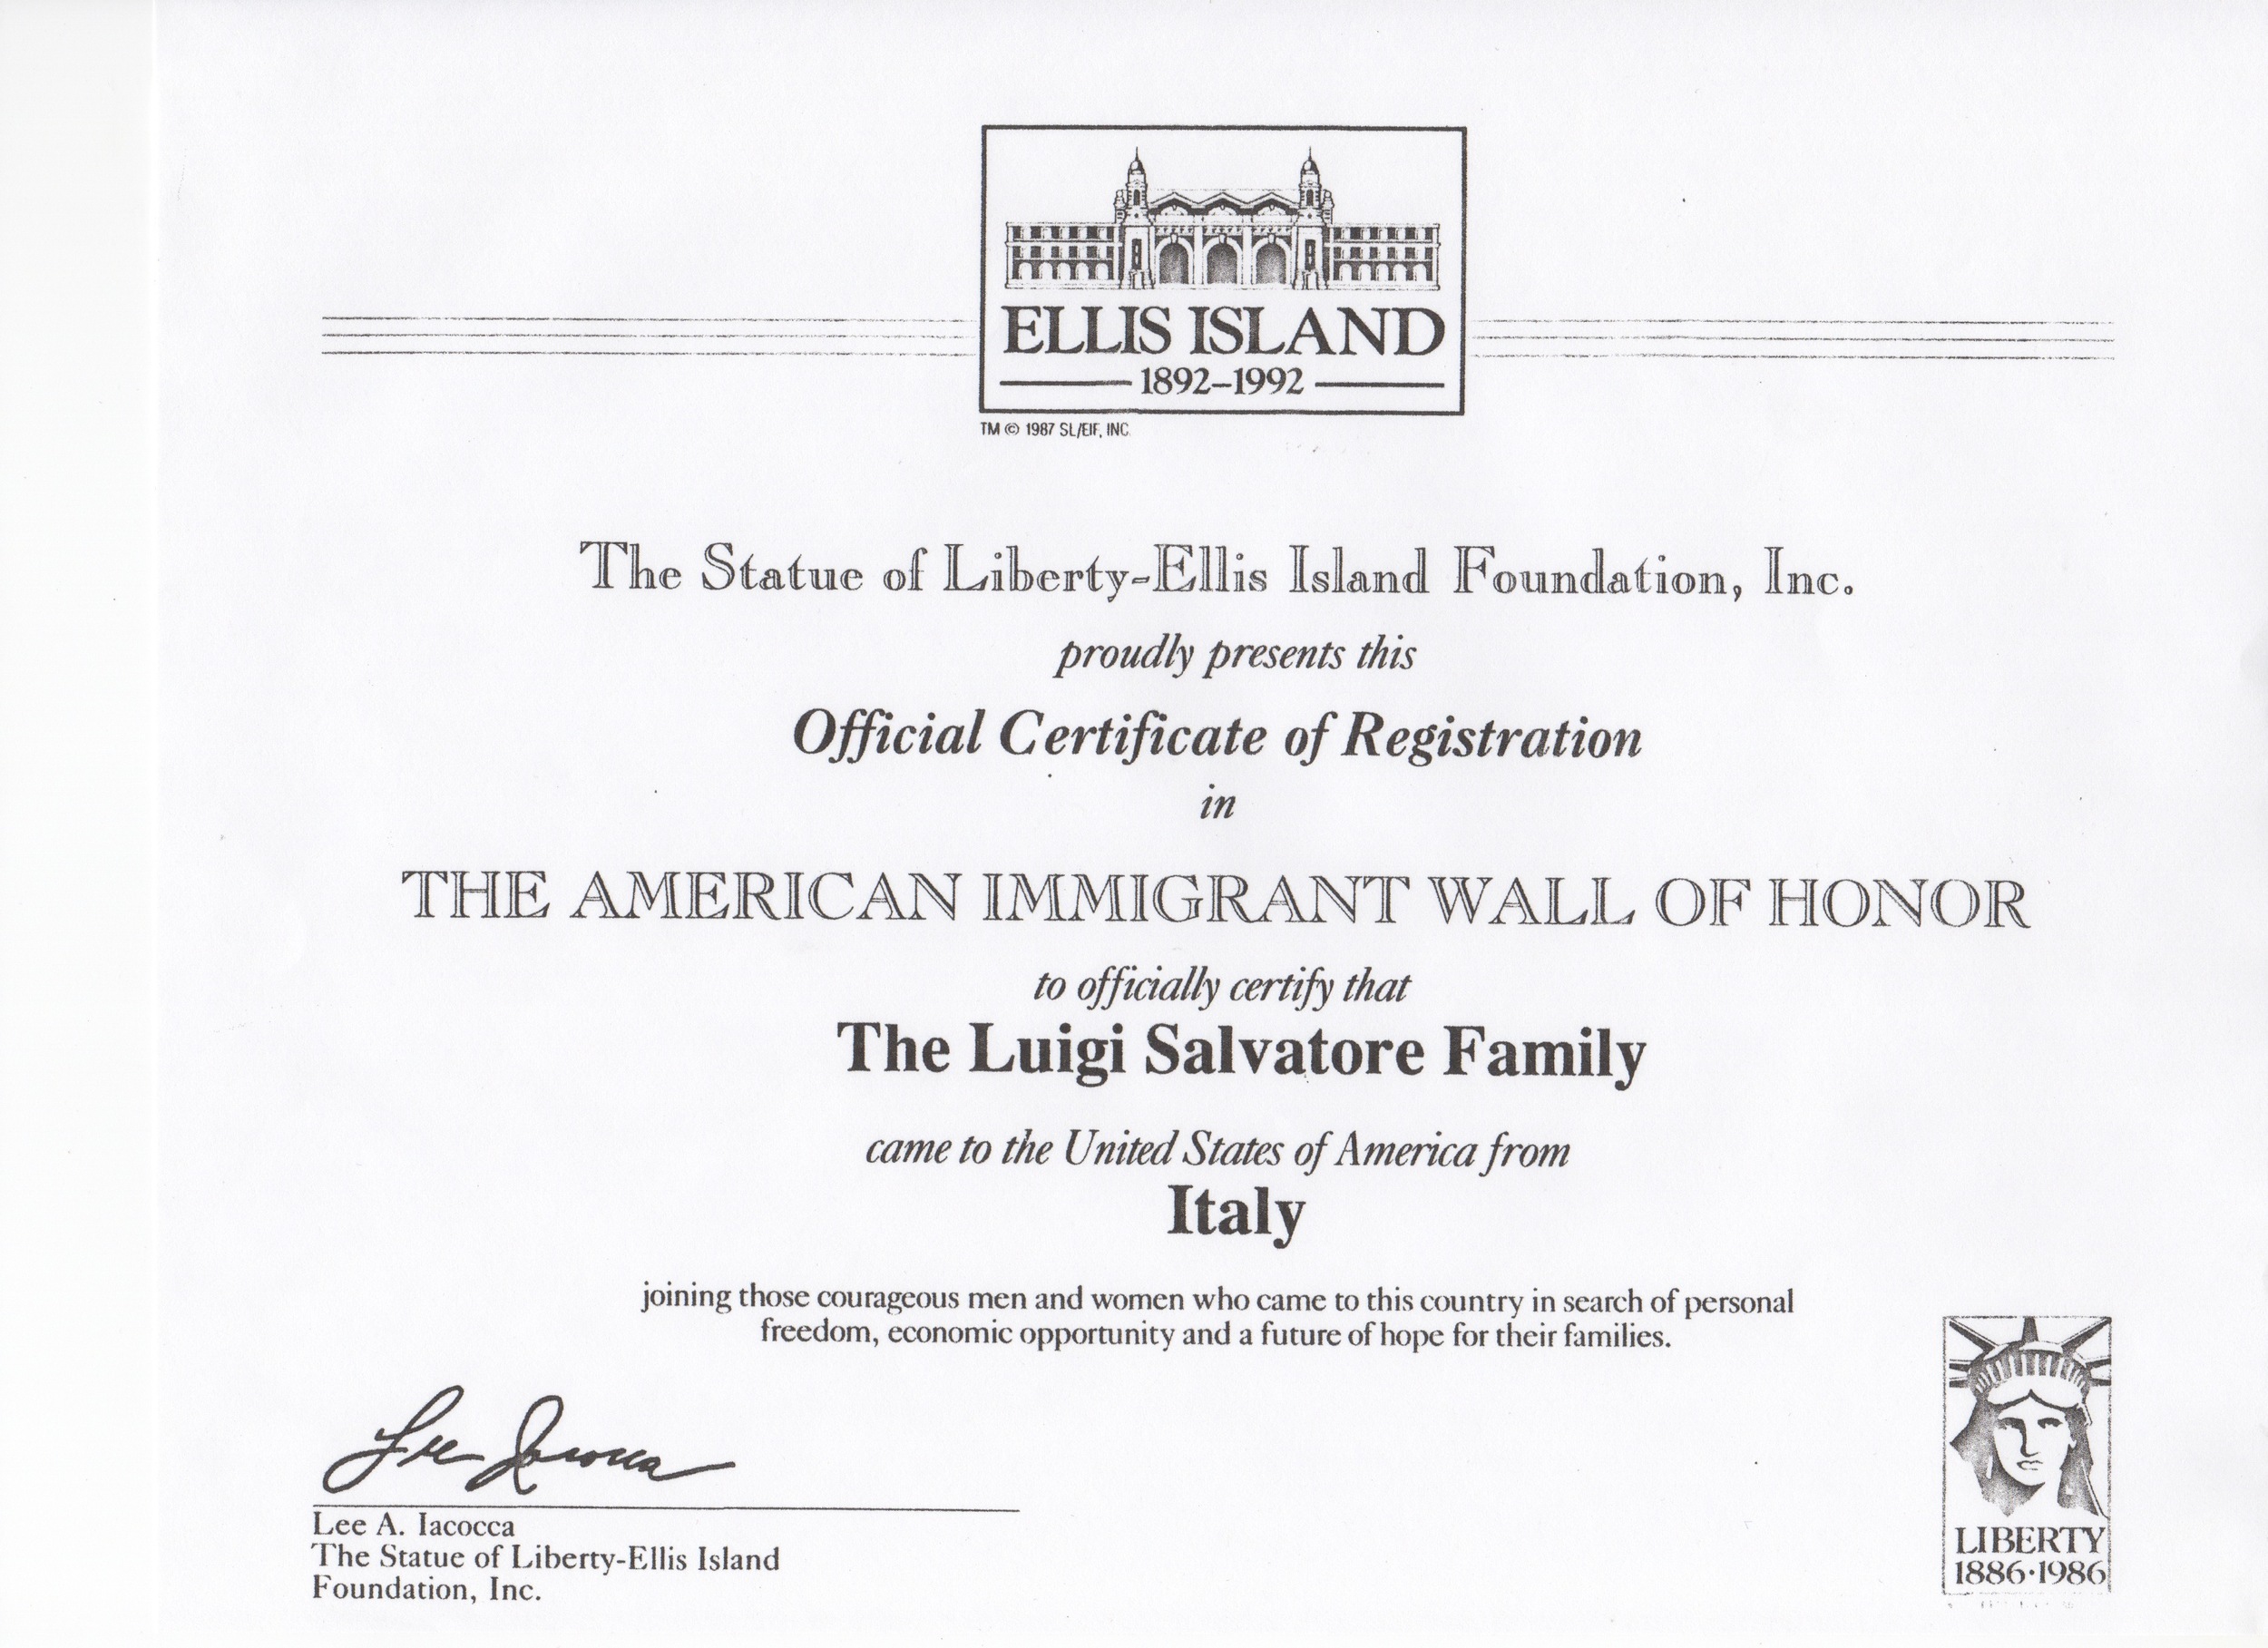 ELLIS ISLAND
1892–1992
TM © 1987 SL/EIF, INC.
The Statue of Liberty-Ellis Island Foundation, Inc.
proudly presents this
Official Certificate of Registration
in
THE AMERICAN IMMIGRANT WALL OF HONOR
to officially certify that
The Luigi Salvatore Family
came to the United States of America from
Italy
joining those courageous men and women who came to this country in search of personal
freedom, economic opportunity and a future of hope for their families.
Lee Iacocca
Lee A. Iacocca
The Statue of Liberty-Ellis Island
Foundation, Inc.
LIBERTY
1886·1986